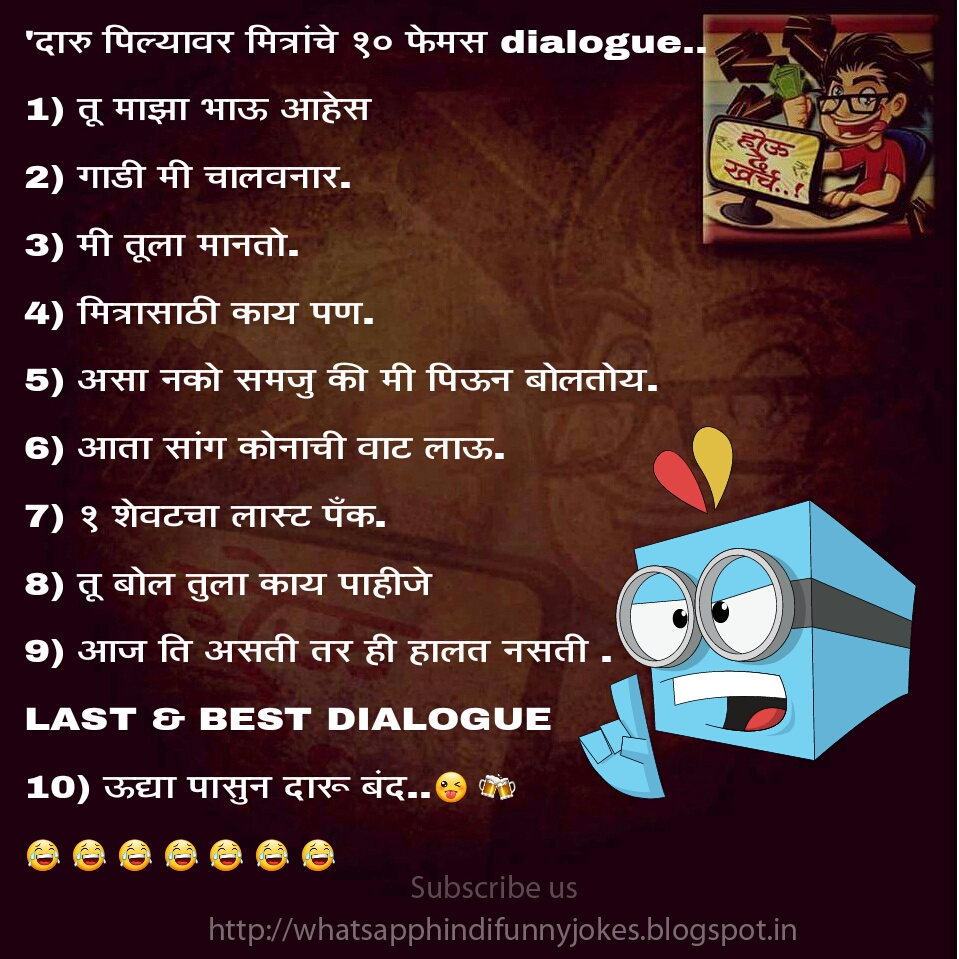 'दारु पिल्यावर मित्रांचे १० फेमस dialogue..
होऊ
दे
खर्च..!
1) तू माझा भाऊ आहेस
2) गाडी मी चालवनार.
3) मी तूला मानतो.
4) मित्रासाठी काय पण.
5) असा नको समजु की मी पिऊन बोलतोय.
6) आता सांग कोनाची वाट लाऊ.
7) १ शेवटचा लास्ट पॅंक.
8) तू बोल तुला काय पाहीजे
9) आज ति असती तर ही हालत नसती .
LAST & BEST DIALOGUE
10) ऊद्या पासुन दारू बंद..😜 🍻
😂 😂 😂 😂 😂 😂 😂
Subscribe us
http://whatsapphindifunnyjokes.blogspot.in